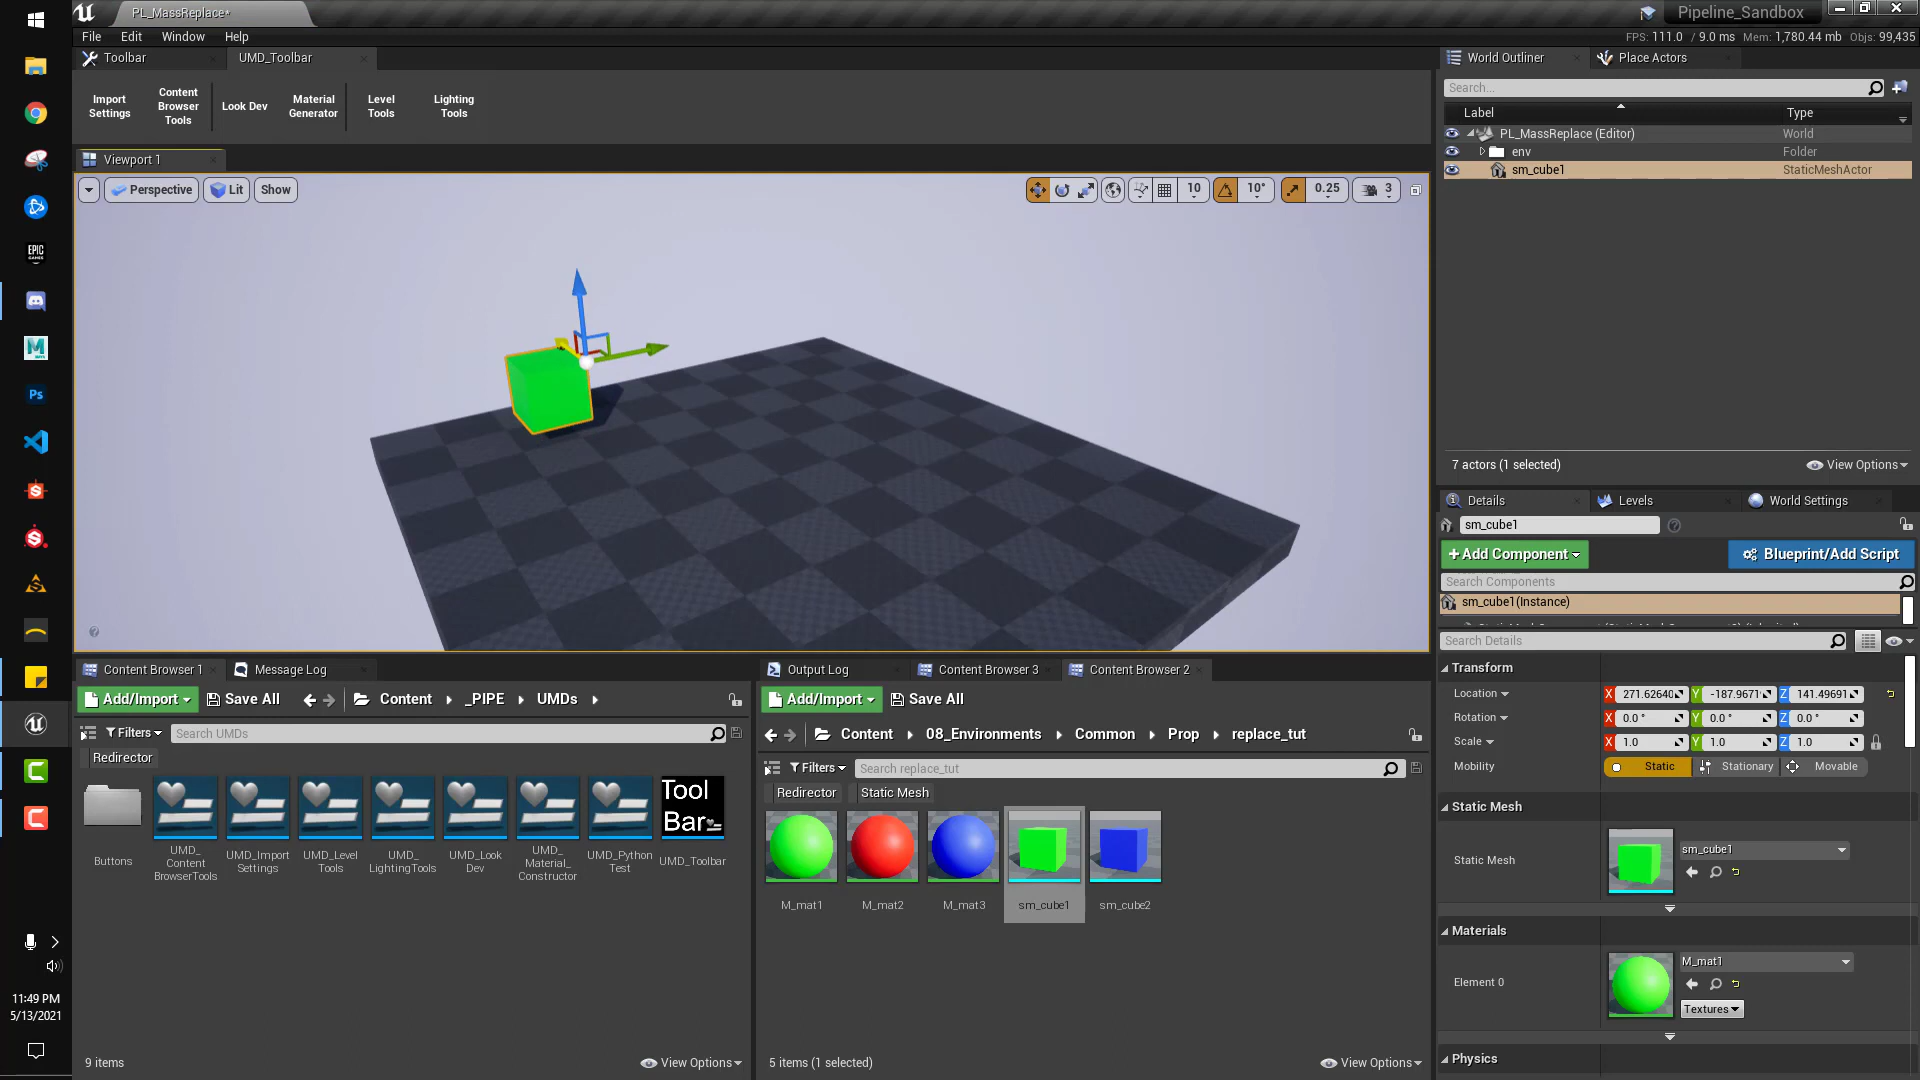 PL_MassReplace*
Pipeline_Sandbox
File Edit Window Help
FPS: 111.0 / 9.0 ms Mem: 1,780.44 mb Objs: 99,435
Toolbar
UMD_Toolbar
Import Settings
Content Browser Tools
Look Dev
Material Generator
Level Tools
Lighting Tools
Viewport 1
Perspective
Lit
Show
10
10°
0.25
3
World Outliner
Place Actors
Search...
Label
Type
PL_MassReplace (Editor)
World
env
Folder
sm_cube1
StaticMeshActor
7 actors (1 selected)
View Options
Details
Levels
World Settings
sm_cube1
+Add Component
Blueprint/Add Script
Search Components
sm_cube1(Instance)
Search Details
Transform
Location
X 271.62640
Y -187.9671
Z 141.49691
Rotation
X 0.0 °
Y 0.0 °
Z 0.0 °
Scale
X 1.0
Y 1.0
Z 1.0
Mobility
Static
Stationary
Movable
Static Mesh
Static Mesh
sm_cube1
Materials
Element 0
M_mat1
Textures
Physics
Content Browser 1
Message Log
Add/Import
Save All
Content
_PIPE
UMDs
Filters
Search UMDs
Redirector
Buttons
UMD_
Content
BrowserTools
UMD_Import
Settings
UMD_Level
Tools
UMD_
LightingTools
UMD_Look
Dev
UMD_
Material_
Constructor
UMD_Python
Test
Tool
Bar
UMD_Toolbar
9 items
View Options
Output Log
Content Browser 3
Content Browser 2
Add/Import
Save All
Content
08_Environments
Common
Prop
replace_tut
Filters
Search replace_tut
Redirector
Static Mesh
M_mat1
M_mat2
M_mat3
sm_cube1
sm_cube2
5 items (1 selected)
View Options
EPIC
GAMES
Ps
11:49 PM
5/13/2021